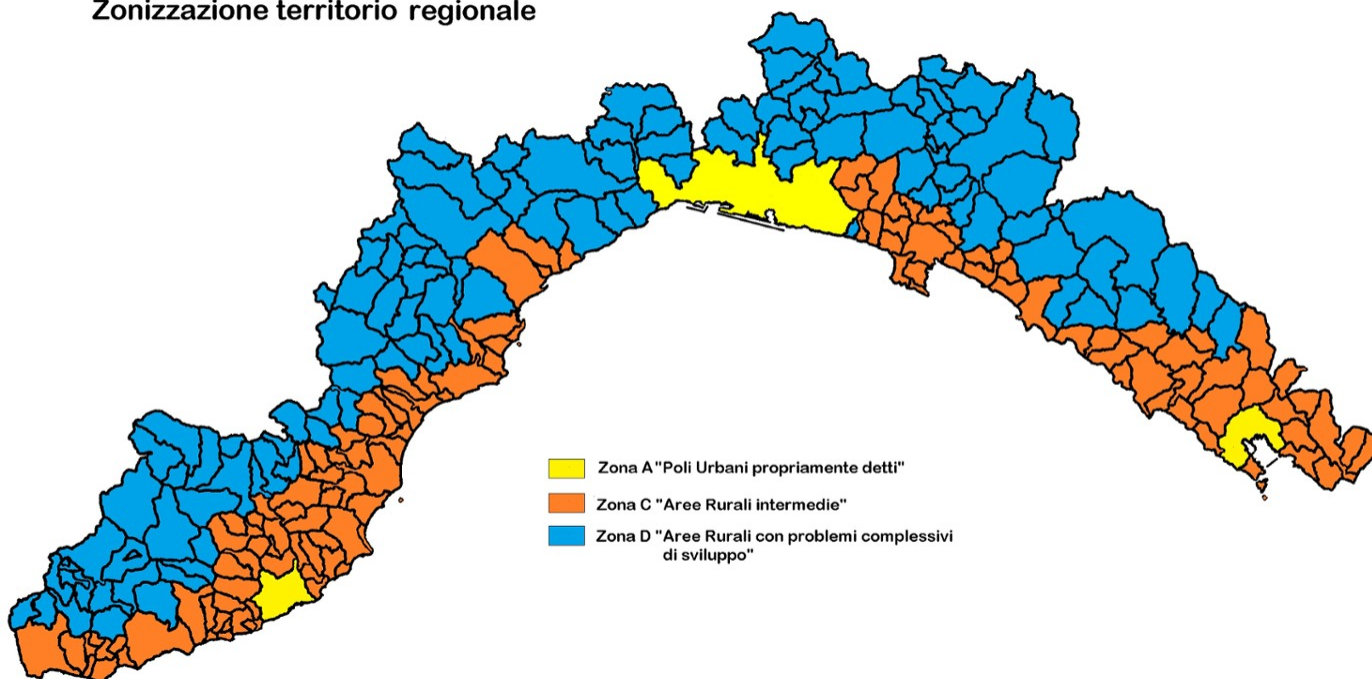 Zonizzazione territorio regionale
Zona A "Poli Urbani propriamente detti"
Zona C "Aree Rurali intermedie"
Zona D "Aree Rurali con problemi complessivi
di sviluppo"